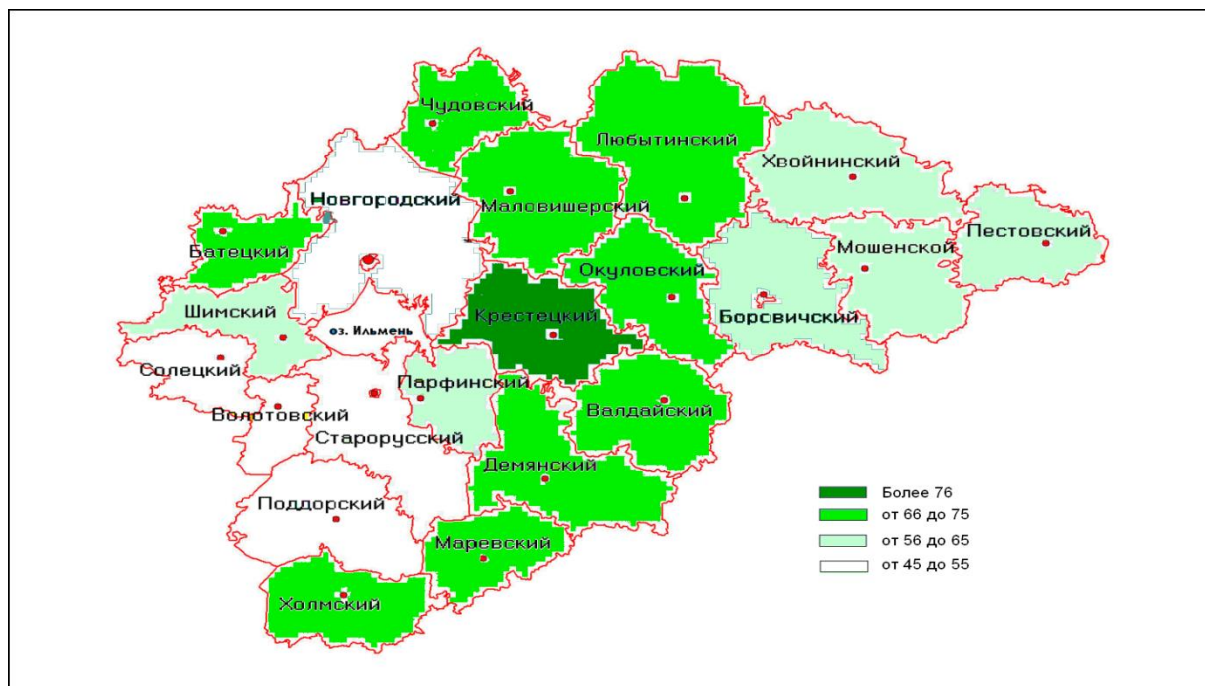 Чудовский
Любытинский
Хвойнинский
Новгородский
Маловишерский
Пестовский
Мошенской
Батецкий
Окуловский
Шимский
Крестецкий
Боровичский
оз. Ильмень
Солецкий
Парфинский
Волотовский
Валдайский
Старорусский
Демянский
Поддорский
Маревский
Холмский
Более 76
от 66 до 75
от 56 до 65
от 45 до 55